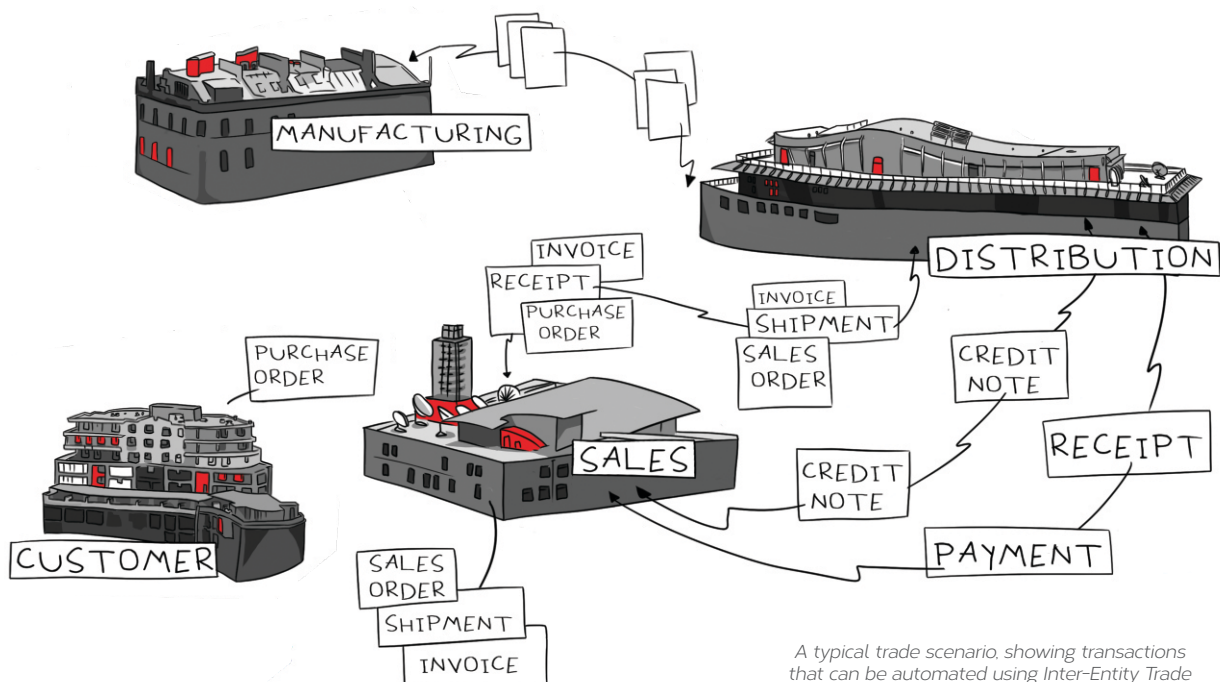 MANUFACTURING
DISTRIBUTION
INVOICE
RECEIPT
PURCHASE
ORDER
INVOICE
SHIPMENT
SALES
ORDER
CREDIT
NOTE
RECEIPT
PURCHASE
ORDER
SALES
CREDIT
NOTE
PAYMENT
CUSTOMER
SALES
ORDER
SHIPMENT
INVOICE
A typical trade scenario, showing transactions
that can be automated using Inter-Entity Trade